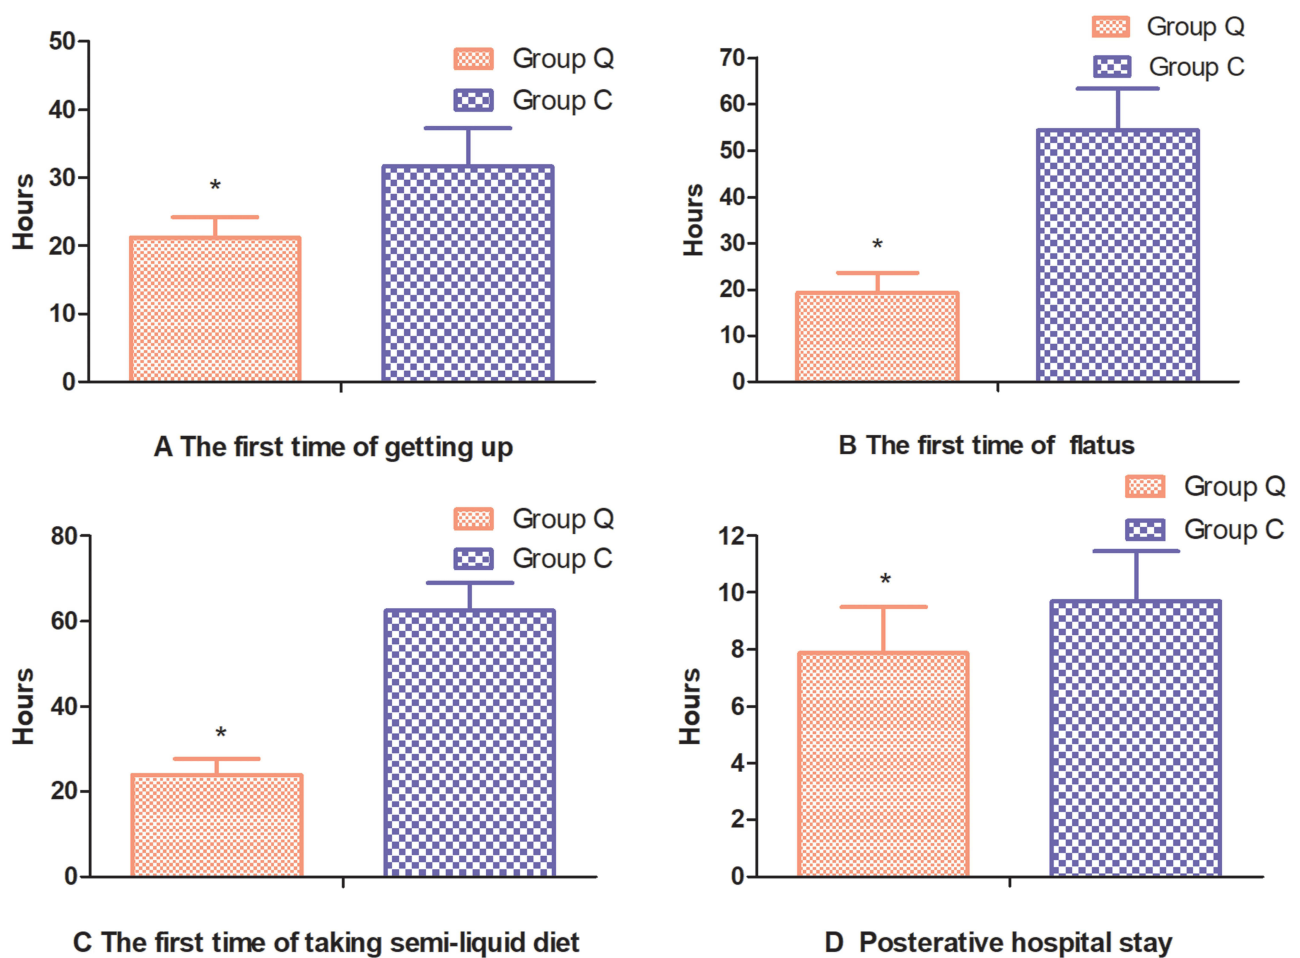 50
40
30
20
10
0
Hours
*
Group Q
Group C
A The first time of getting up
70
60
50
40
30
20
10
0
Hours
*
Group Q
Group C
B The first time of flatus
80
60
40
20
0
Hours
*
Group Q
Group C
C The first time of taking semi-liquid diet
12
10
8
6
4
2
0
Hours
*
Group Q
Group C
D Posterative hospital stay